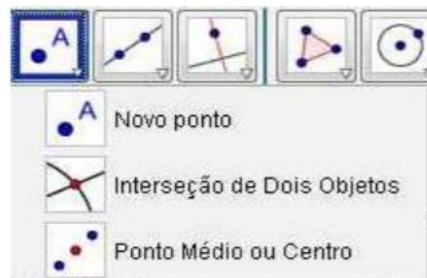 A
A
Novo ponto
Interseção de Dois Objetos
Ponto Médio ou Centro